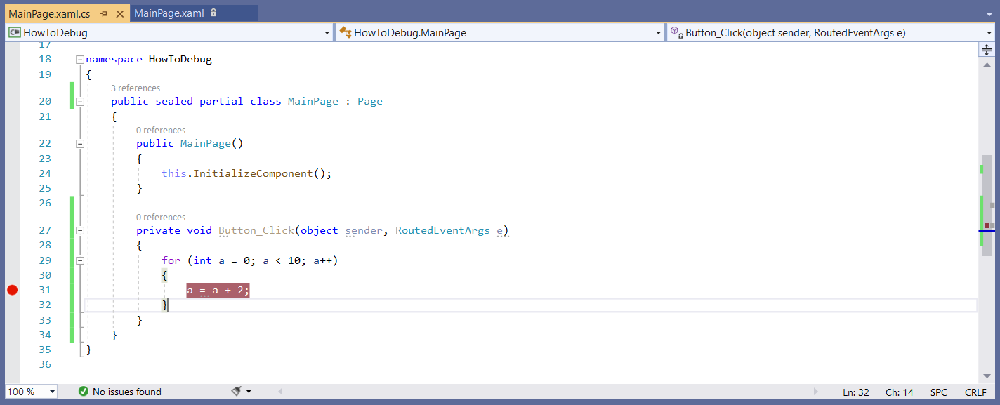 MainPage.xaml.cs MainPage.xaml
C# HowToDebug HowToDebug.MainPage Button_Click(object sender, RoutedEventArgs e)
17
18 namespace HowToDebug
19 {
3 references
20 public sealed partial class MainPage : Page
21 {
0 references
22 public MainPage()
23 {
24 this.InitializeComponent();
25 }
26
0 references
27 private void Button_Click(object sender, RoutedEventArgs e)
28 {
29 for (int a = 0; a < 10; a++)
30 {
31 a = a + 2;
32 }
33 }
34 }
35 }
36
100 % No issues found Ln: 32 Ch: 14 SPC CRLF